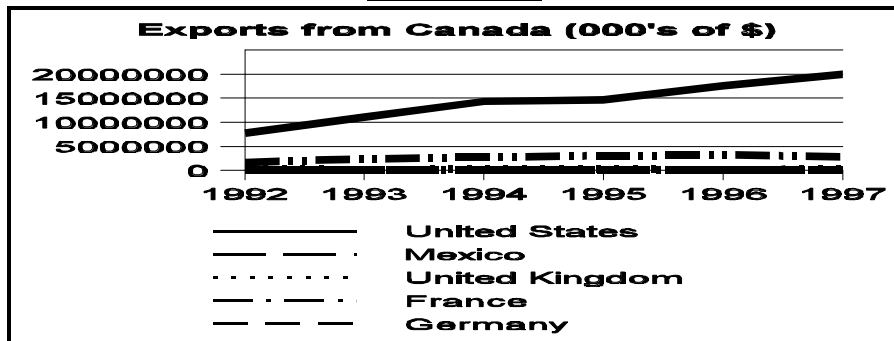 Exports from Canada (000's of $)
20000000
15000000
10000000
5000000
0
1992 1993 1994 1995 1996 1997
United States
Mexico
United Kingdom
France
Germany